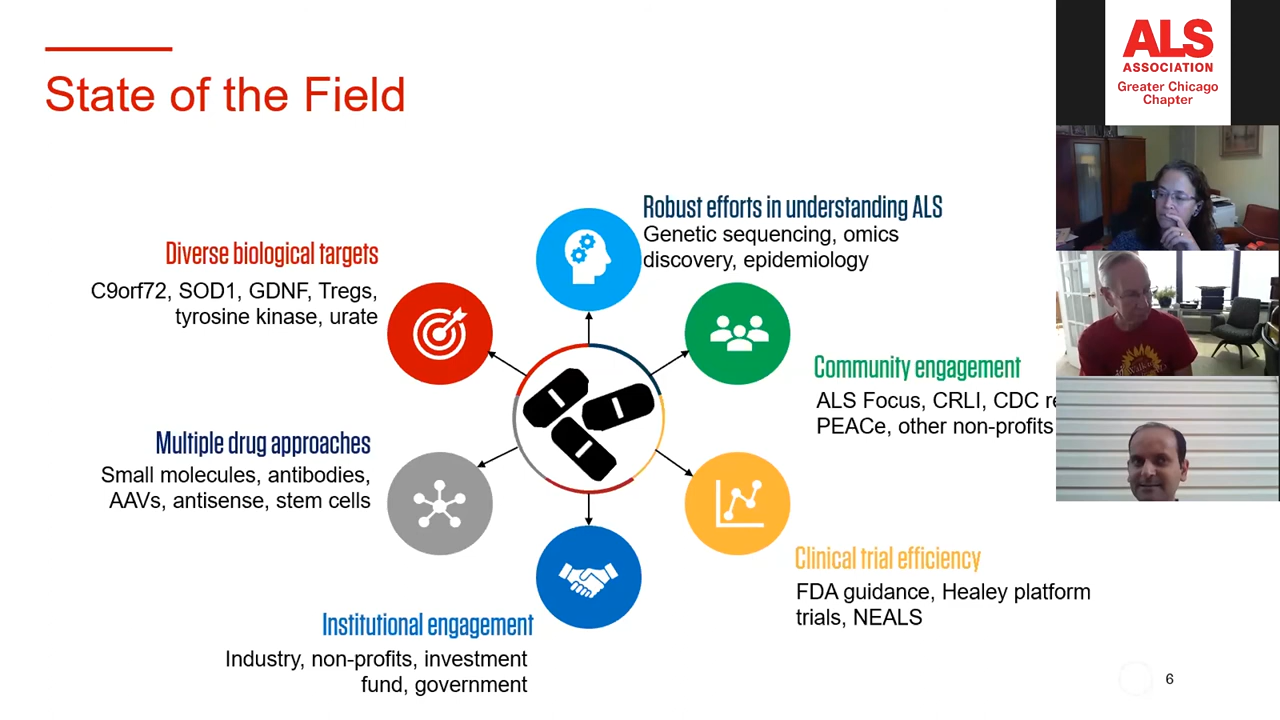 State of the Field
ALS
ASSOCIATION
Greater Chicago
Chapter
Robust efforts in understanding ALS
Genetic sequencing, omics
discovery, epidemiology
Diverse biological targets
C9orf72, SOD1, GDNF, Tregs,
tyrosine kinase, urate
Community engagement
ALS Focus, CRLI, CDC
PEACe, other non-profits
Multiple drug approaches
Small molecules, antibodies,
AAVs, antisense, stem cells
Clinical trial efficiency
FDA guidance, Healey platform
trials, NEALS
Institutional engagement
Industry, non-profits, investment
fund, government
6